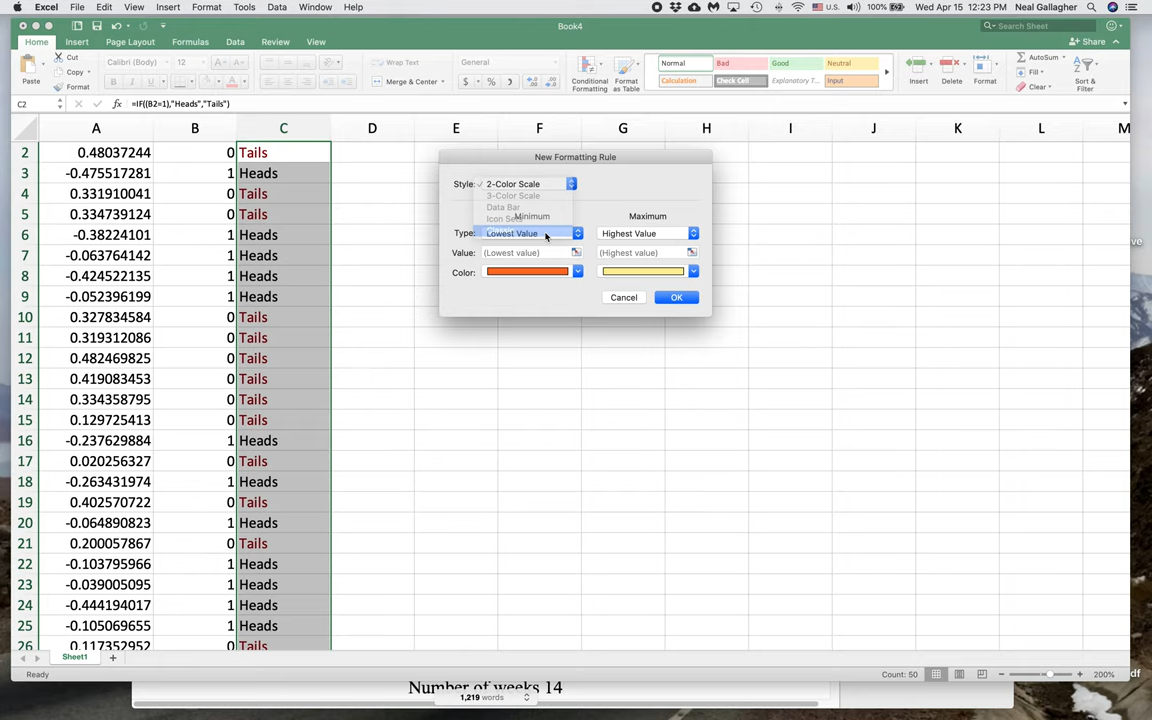 Excel File Edit View Insert Format Tools Data Window Help U.S. 100% Wed Apr 15 12:23 PM Neal Gallagher
Book4 Search Sheet
Home Insert Page Layout Formulas Data Review View Share
Paste Cut Copy Format Calibri (Body) 12 Wrap Text Merge & Center General Conditional Formatting Format as Table Normal Bad Good Neutral Calculation Check Cell Explanatory T... Input Insert Delete Format AutoSum Fill Clear Sort & Filter
C2 fx =IF((B2=1),"Heads","Tails")
A B C D E F G H I J K L M
2 0.48037244 0 Tails
3 -0.475517281 1 Heads
4 0.331910041 0 Tails
5 0.334739124 0 Tails
6 -0.38224101 1 Heads
7 -0.063764142 1 Heads
8 -0.424522135 1 Heads
9 -0.052396199 1 Heads
10 0.327834584 0 Tails
11 0.319312086 0 Tails
12 0.482469825 0 Tails
13 0.419083453 0 Tails
14 0.334358795 0 Tails
15 0.129725413 0 Tails
16 -0.237629884 1 Heads
17 0.020256327 0 Tails
18 -0.263431974 1 Heads
19 0.402570722 0 Tails
20 -0.064890823 1 Heads
21 0.200057867 0 Tails
22 -0.103795966 1 Heads
23 -0.039005095 1 Heads
24 -0.444194017 1 Heads
25 -0.105069655 1 Heads
26 0.117352952 0 Tails
New Formatting Rule
Style: ✓ 2-Color Scale
3-Color Scale
Data Bar
Icon Sets
Minimum Maximum
Type: Lowest Value Highest Value
Value: (Lowest value) (Highest value)
Color:
Cancel OK
Sheet1
Ready Count: 50 200%
Number of weeks 14
1,219 words
ve
df